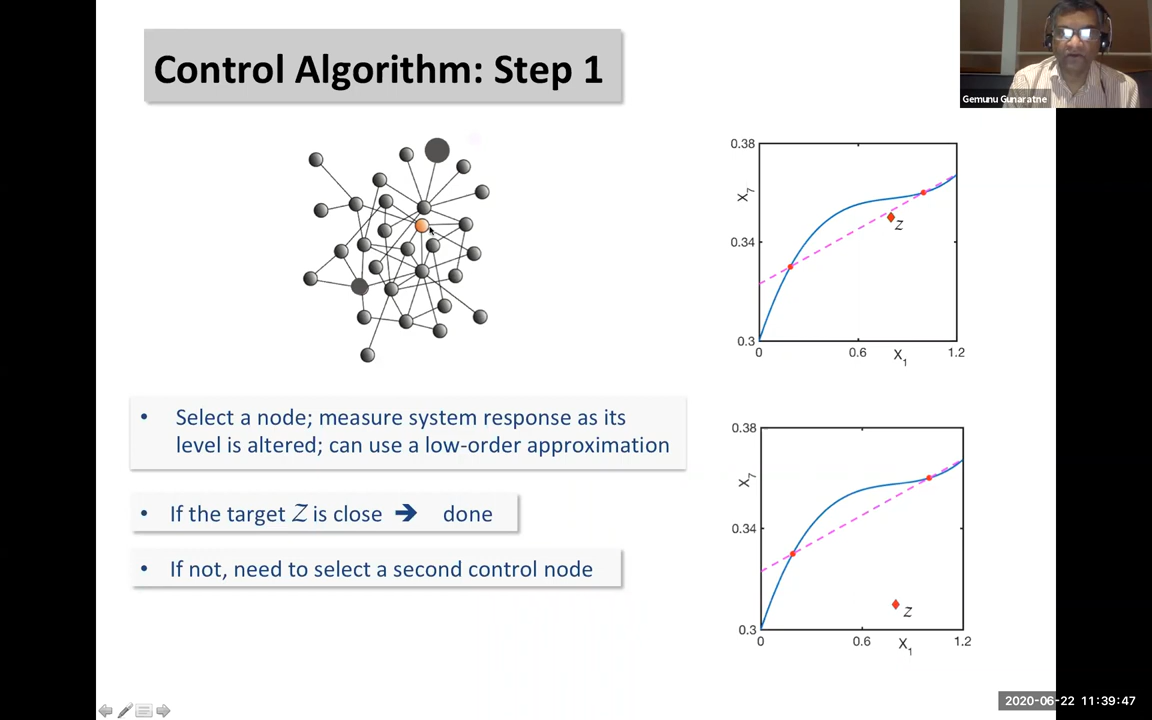 Control Algorithm: Step 1
Gemunu Gunaratne
0.38
X7
0.34
Z
0.3
0
0.6
X1
1.2
• Select a node; measure system response as its
level is altered; can use a low-order approximation
• If the target Z is close ➔ done
• If not, need to select a second control node
0.38
X7
0.34
Z
0.3
0
0.6
X1
1.2
2020-06-22 11:39:47